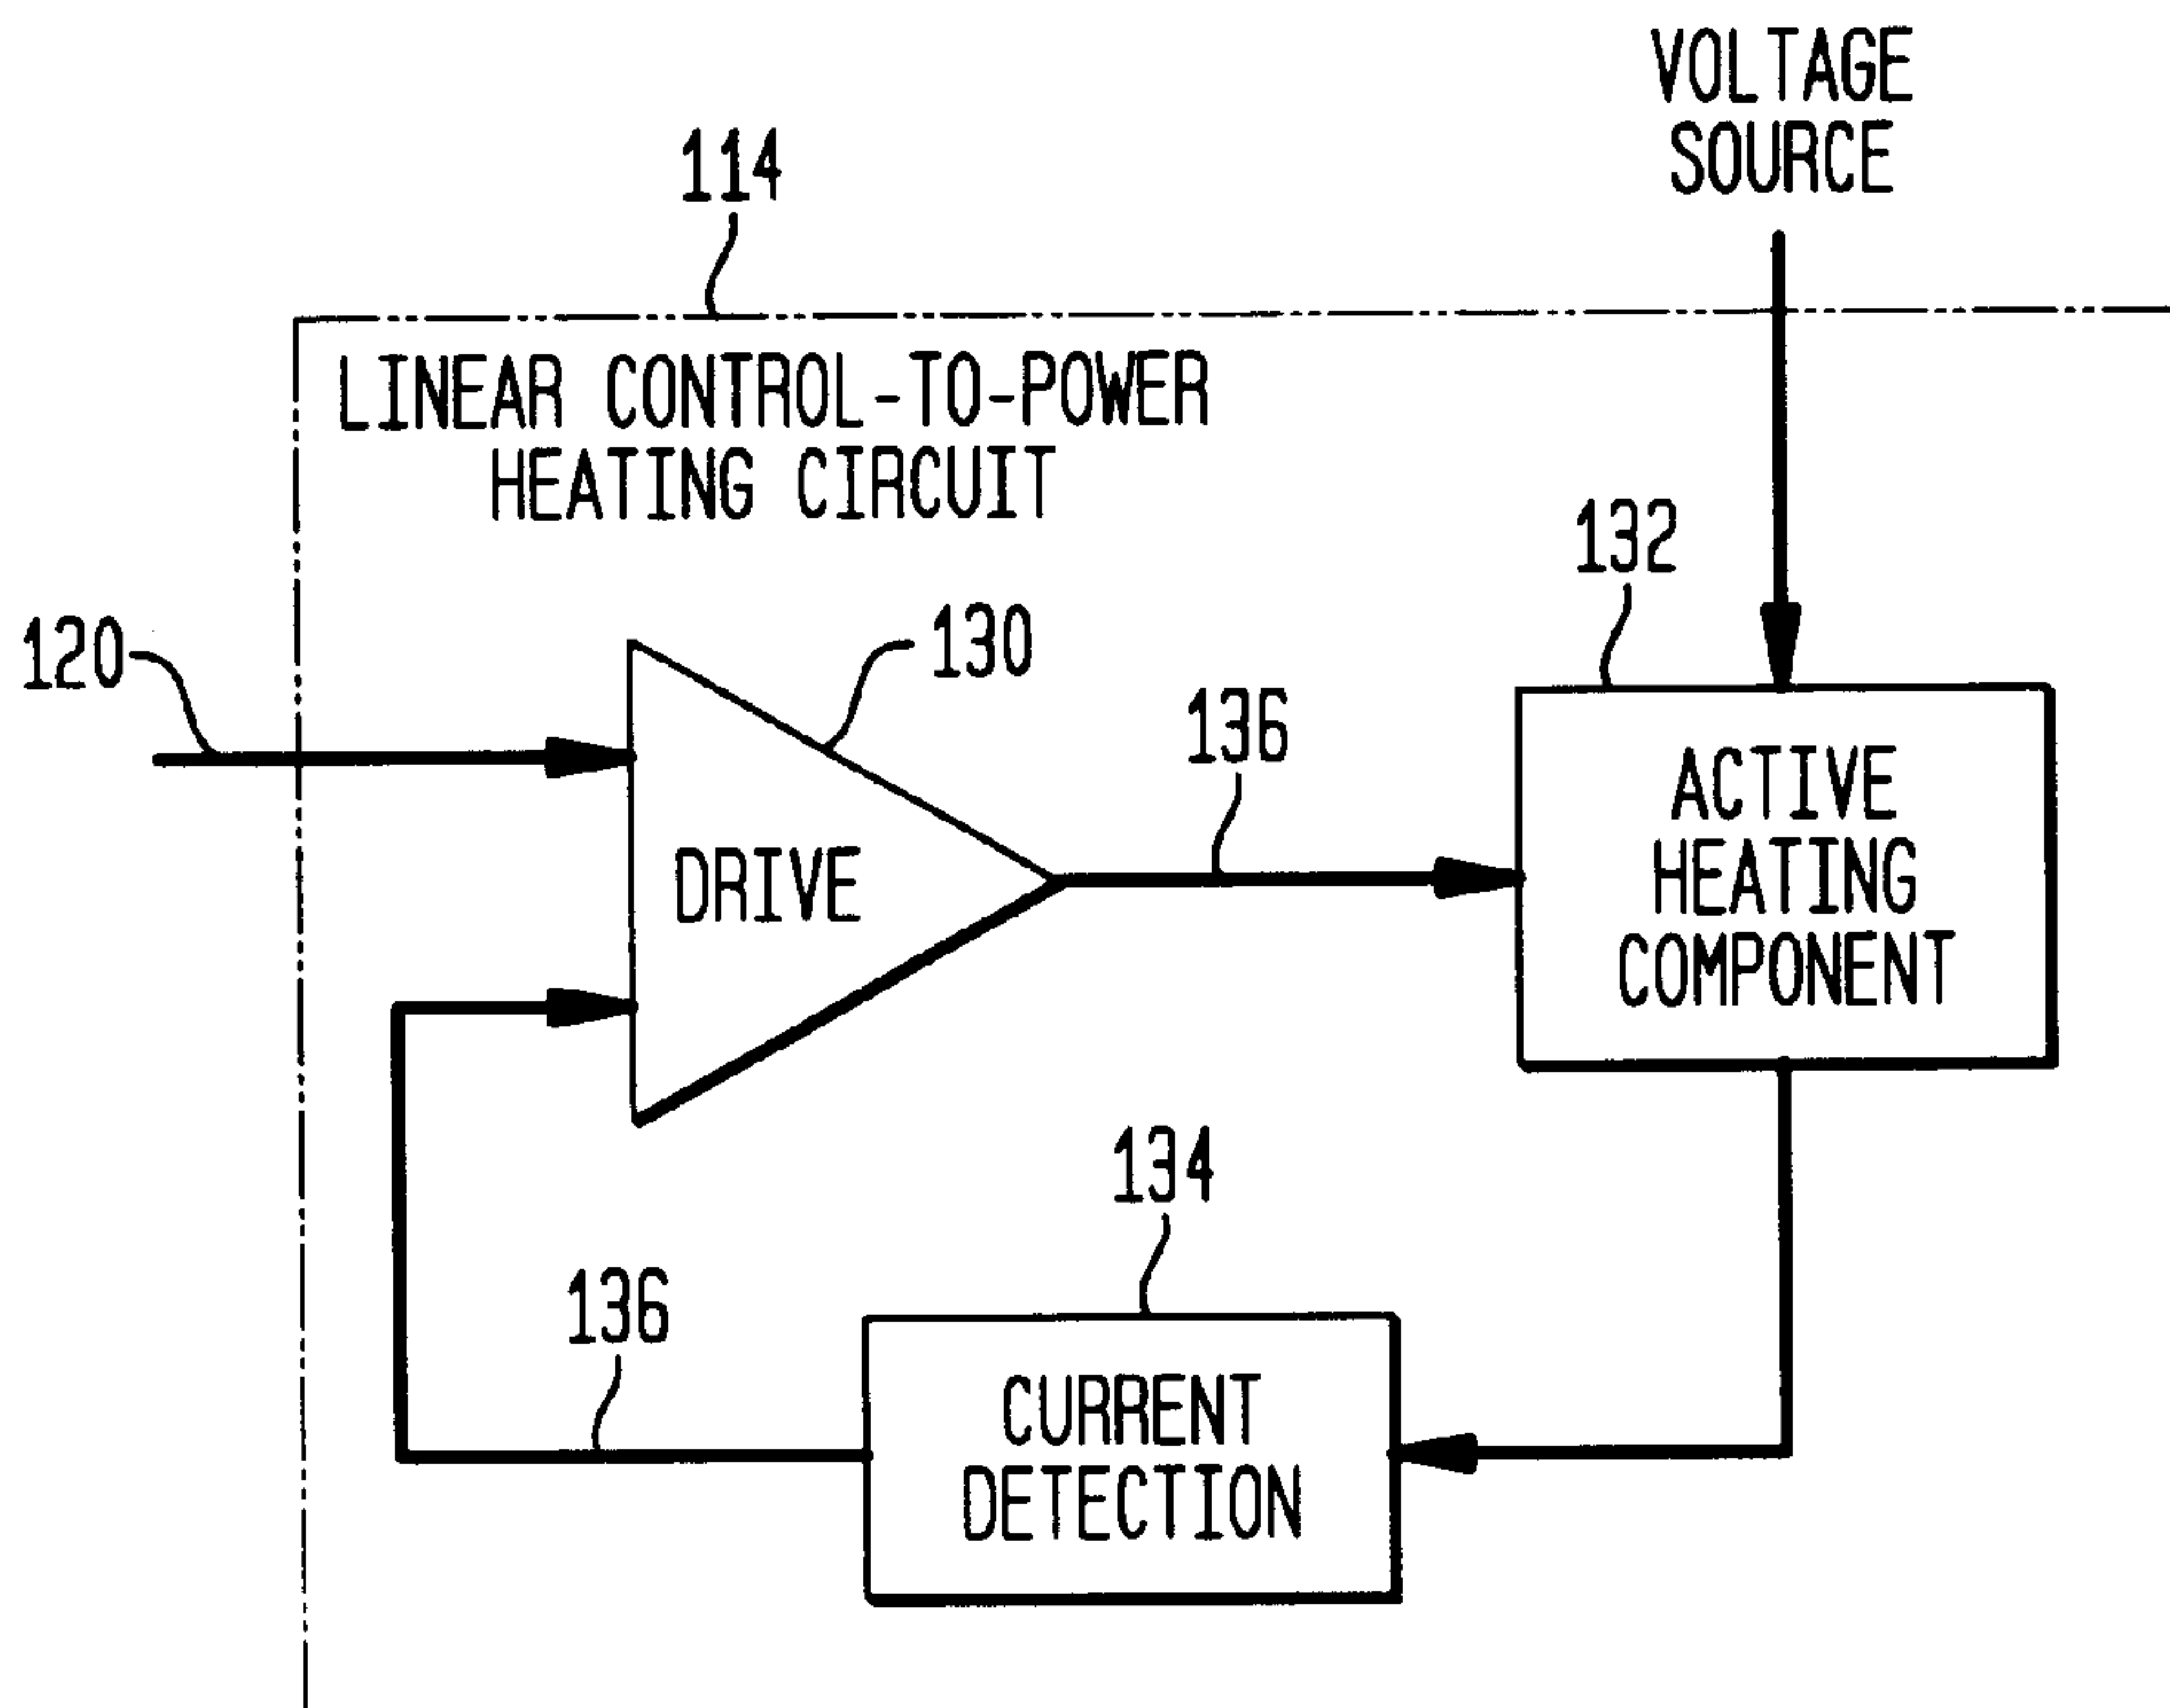 VOLTAGE
SOURCE
114
LINEAR CONTROL-TO-POWER
HEATING CIRCUIT
132
120
130
136
ACTIVE
HEATING
COMPONENT
DRIVE
134
136
CURRENT
DETECTION